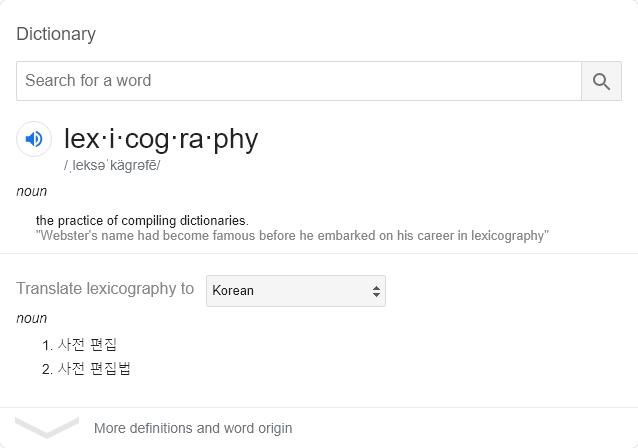 Dictionary
Search for a word
lex·i·cog·ra·phy
/ˌleksəˈkägrəfē/
noun
the practice of compiling dictionaries.
"Webster's name had become famous before he embarked on his career in lexicography"
Translate lexicography to Korean
noun
1. 사전 편집
2. 사전 편집법
More definitions and word origin